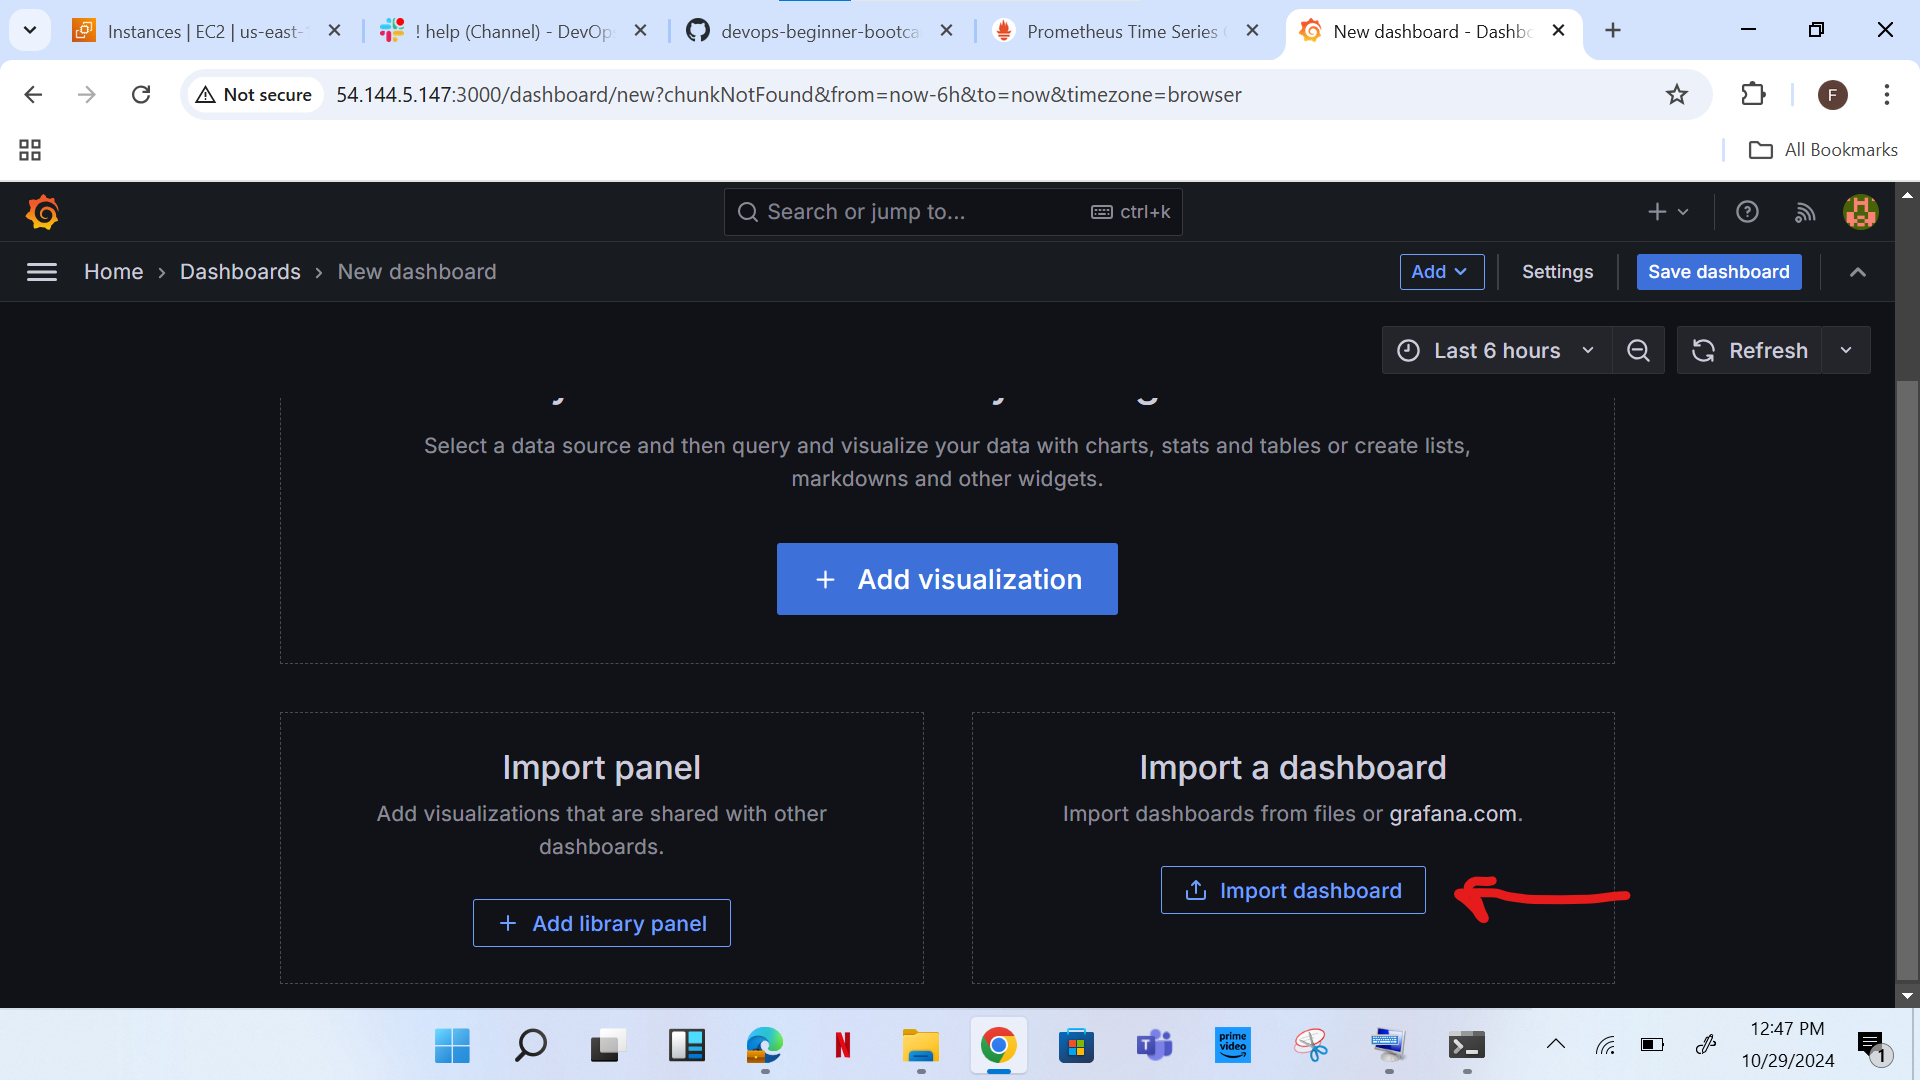 Instances | EC2 | us-east-1
! help (Channel) - DevOp
devops-beginner-bootca
Prometheus Time Series
New dashboard - Dashbo
Not secure
54.144.5.147:3000/dashboard/new?chunkNotFound&from=now-6h&to=now&timezone=browser
F
All Bookmarks
Search or jump to...
ctrl+k
Home › Dashboards › New dashboard
Add
Settings
Save dashboard
Last 6 hours
Refresh
Select a data source and then query and visualize your data with charts, stats and tables or create lists,
markdowns and other widgets.
+ Add visualization
Import panel
Add visualizations that are shared with other
dashboards.
+ Add library panel
Import a dashboard
Import dashboards from files or grafana.com.
Import dashboard
N
T
prime
video
12:47 PM
10/29/2024
1